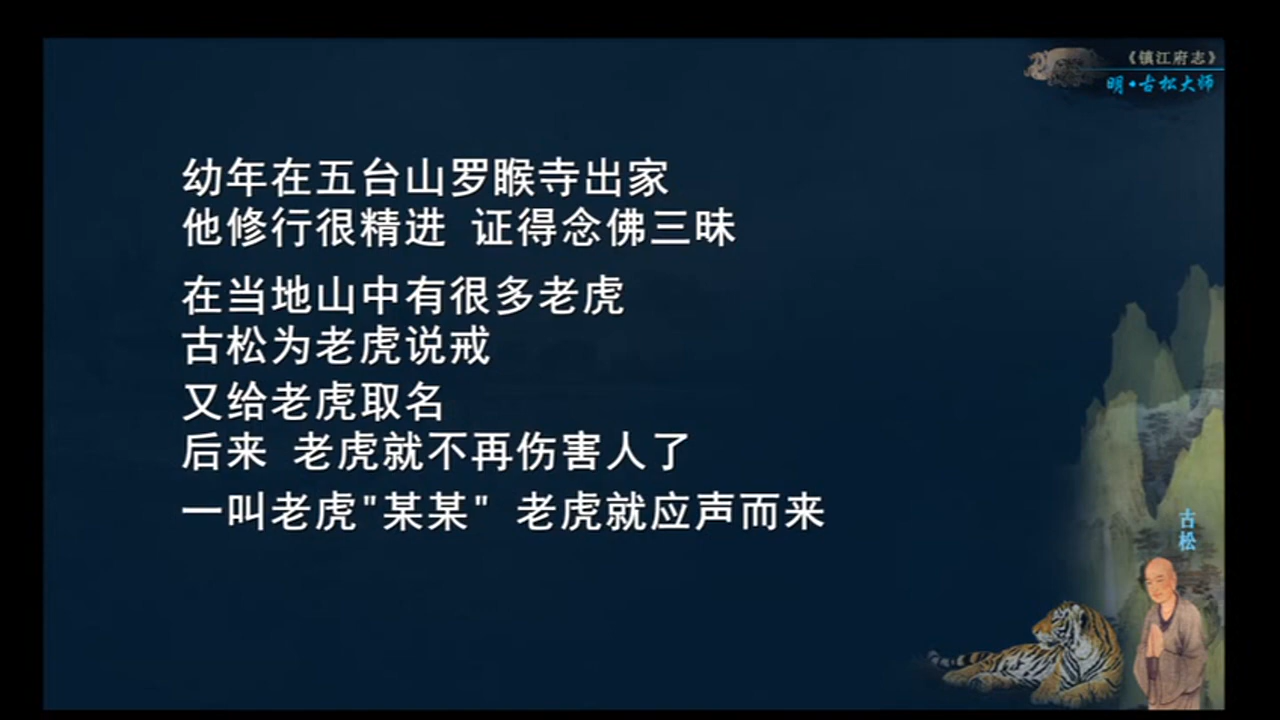 《镇江府志》
明·古松大师
幼年在五台山罗睺寺出家
他修行很精进 证得念佛三昧
在当地山中有很多老虎
古松为老虎说戒
又给老虎取名
后来 老虎就不再伤害人了
一叫老虎"某某" 老虎就应声而来
古松